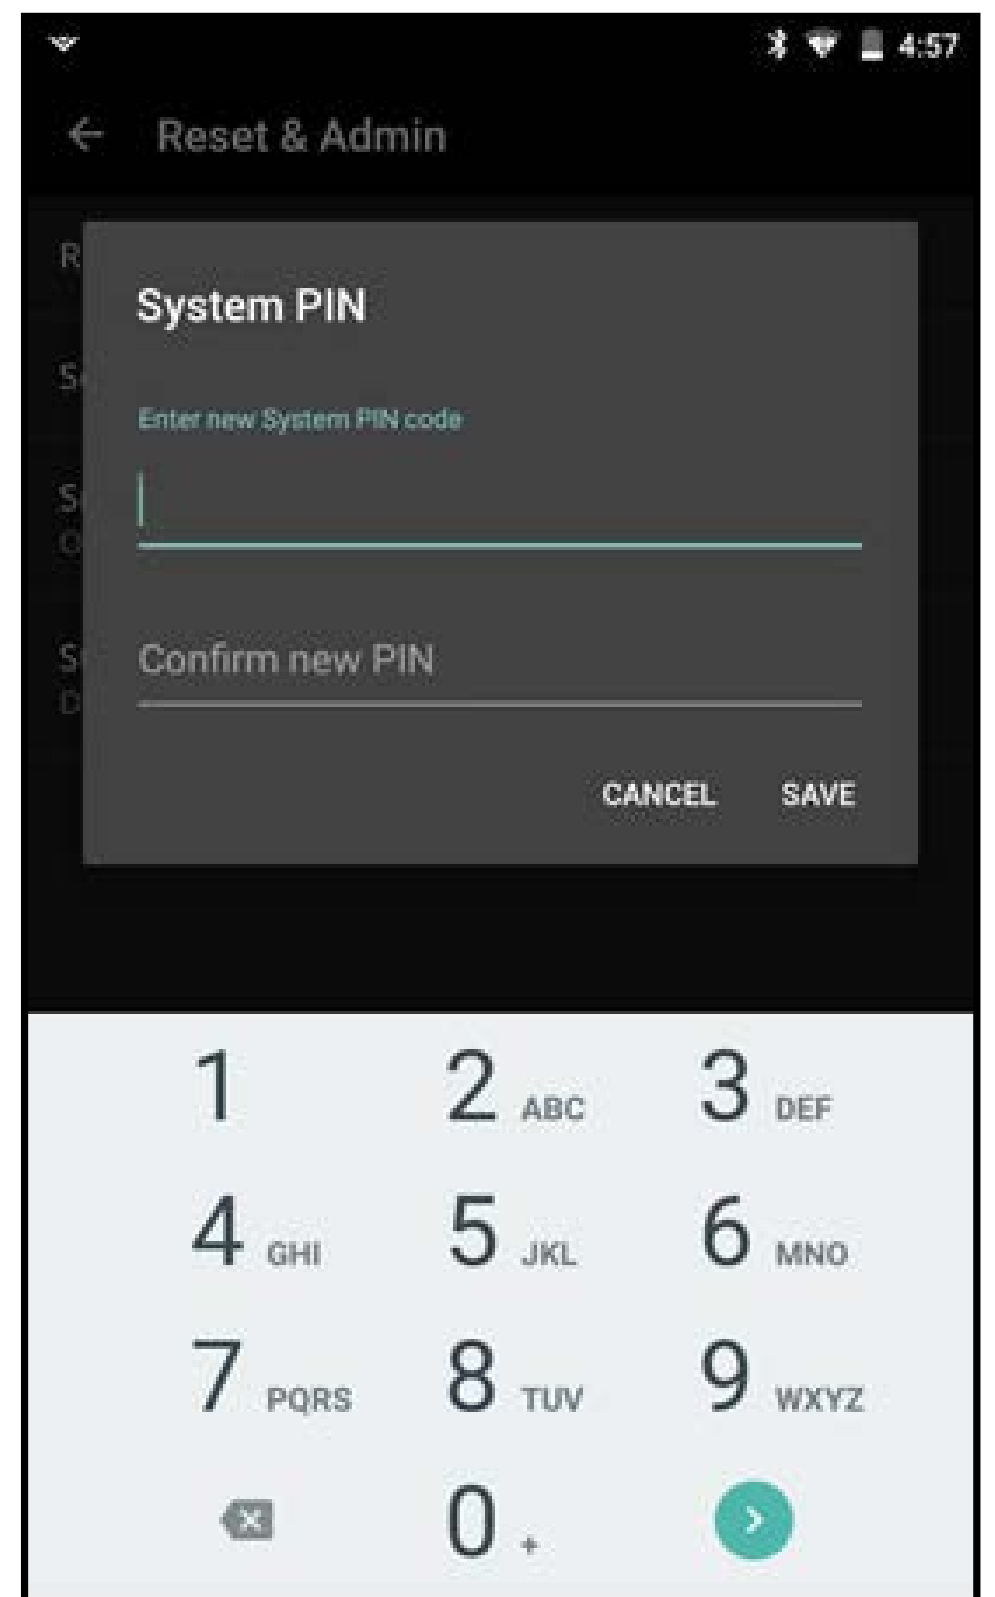 4:57
Reset & Admin
System PIN
Enter new System PIN code
Confirm new PIN
CANCEL SAVE
1 2 ABC 3 DEF
4 GHI 5 JKL 6 MNO
7 PQRS 8 TUV 9 WXYZ
0 +